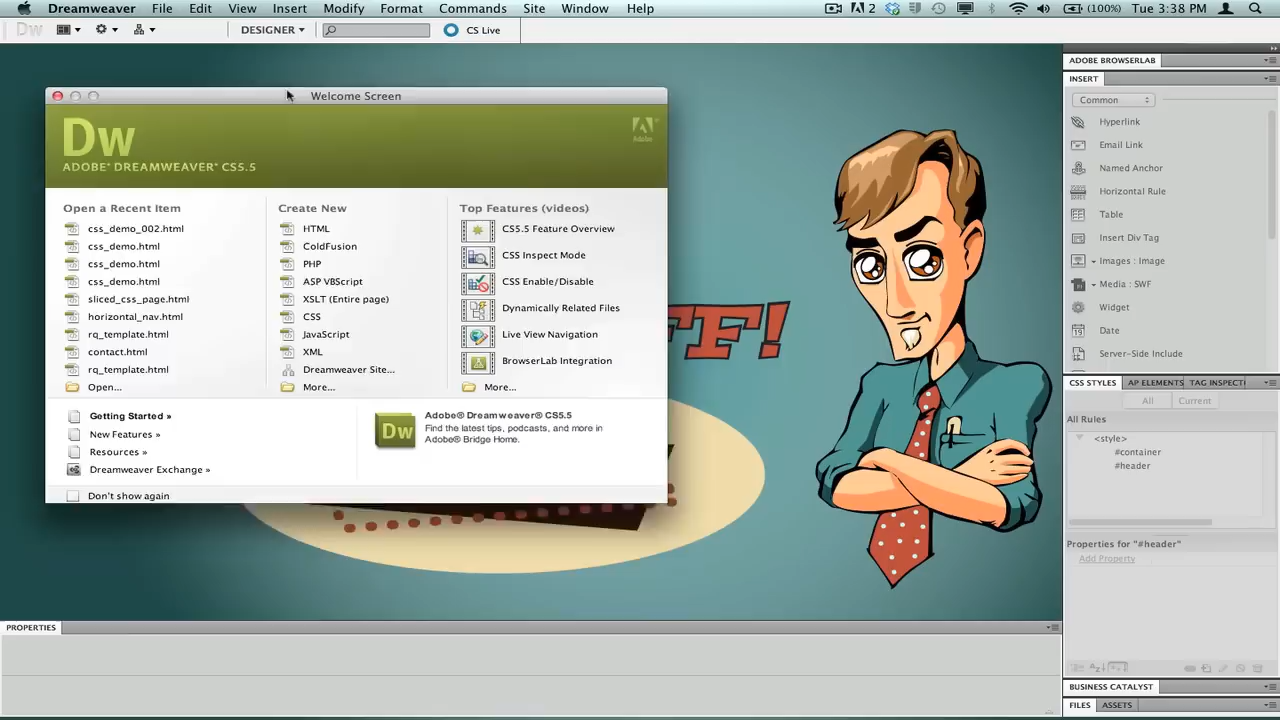 Dreamweaver File Edit View Insert Modify Format Commands Site Window Help 2 (100%) Tue 3:38 PM
Dw DESIGNER CS Live
ADOBE BROWSERLAB
INSERT
Common
Hyperlink
Email Link
Named Anchor
Horizontal Rule
Table
Insert Div Tag
Images : Image
Media : SWF
Widget
Date
Server-Side Include
Welcome Screen
Dw
ADOBE® DREAMWEAVER® CS5.5
Adobe
Open a Recent Item
css_demo_002.html
css_demo.html
css_demo.html
css_demo.html
sliced_css_page.html
horizontal_nav.html
rq_template.html
contact.html
rq_template.html
Open...
Create New
HTML
ColdFusion
PHP
ASP VBScript
XSLT (Entire page)
CSS
JavaScript
XML
Dreamweaver Site...
More...
Top Features (videos)
CS5.5 Feature Overview
CSS Inspect Mode
CSS Enable/Disable
Dynamically Related Files
Live View Navigation
BrowserLab Integration
More...
Getting Started »
New Features »
Resources »
Dreamweaver Exchange »
Dw
Adobe® Dreamweaver® CS5.5
Find the latest tips, podcasts, and more in
Adobe® Bridge Home.
Don't show again
FF!
CSS STYLES AP ELEMENTS TAG INSPECT
All Current
All Rules
<style>
#container
#header
Properties for "#header"
Add Property
PROPERTIES
BUSINESS CATALYST
FILES ASSETS